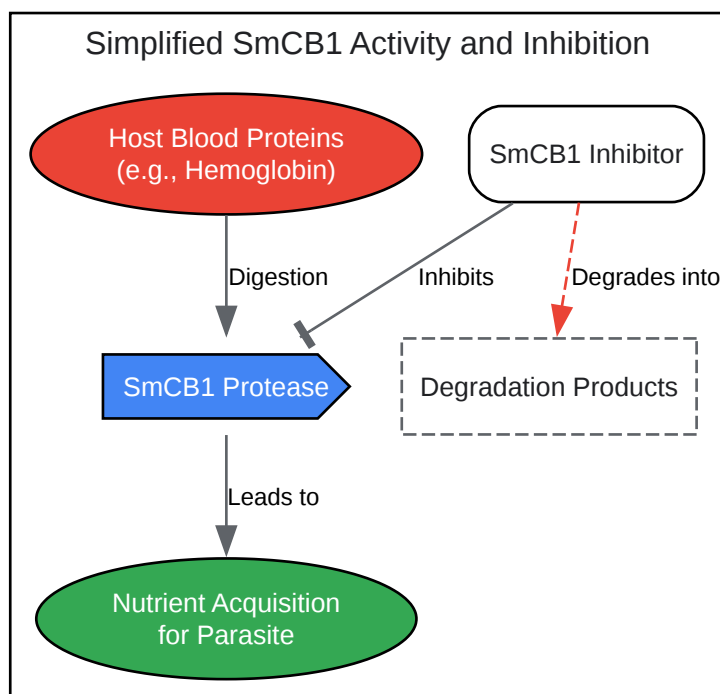 Simplified SmCB1 Activity and Inhibition
Host Blood Proteins
(e.g., Hemoglobin)
SmCB1 Inhibitor
Digestion
Inhibits
Degrades into
SmCB1 Protease
Degradation Products
Leads to
Nutrient Acquisition
for Parasite